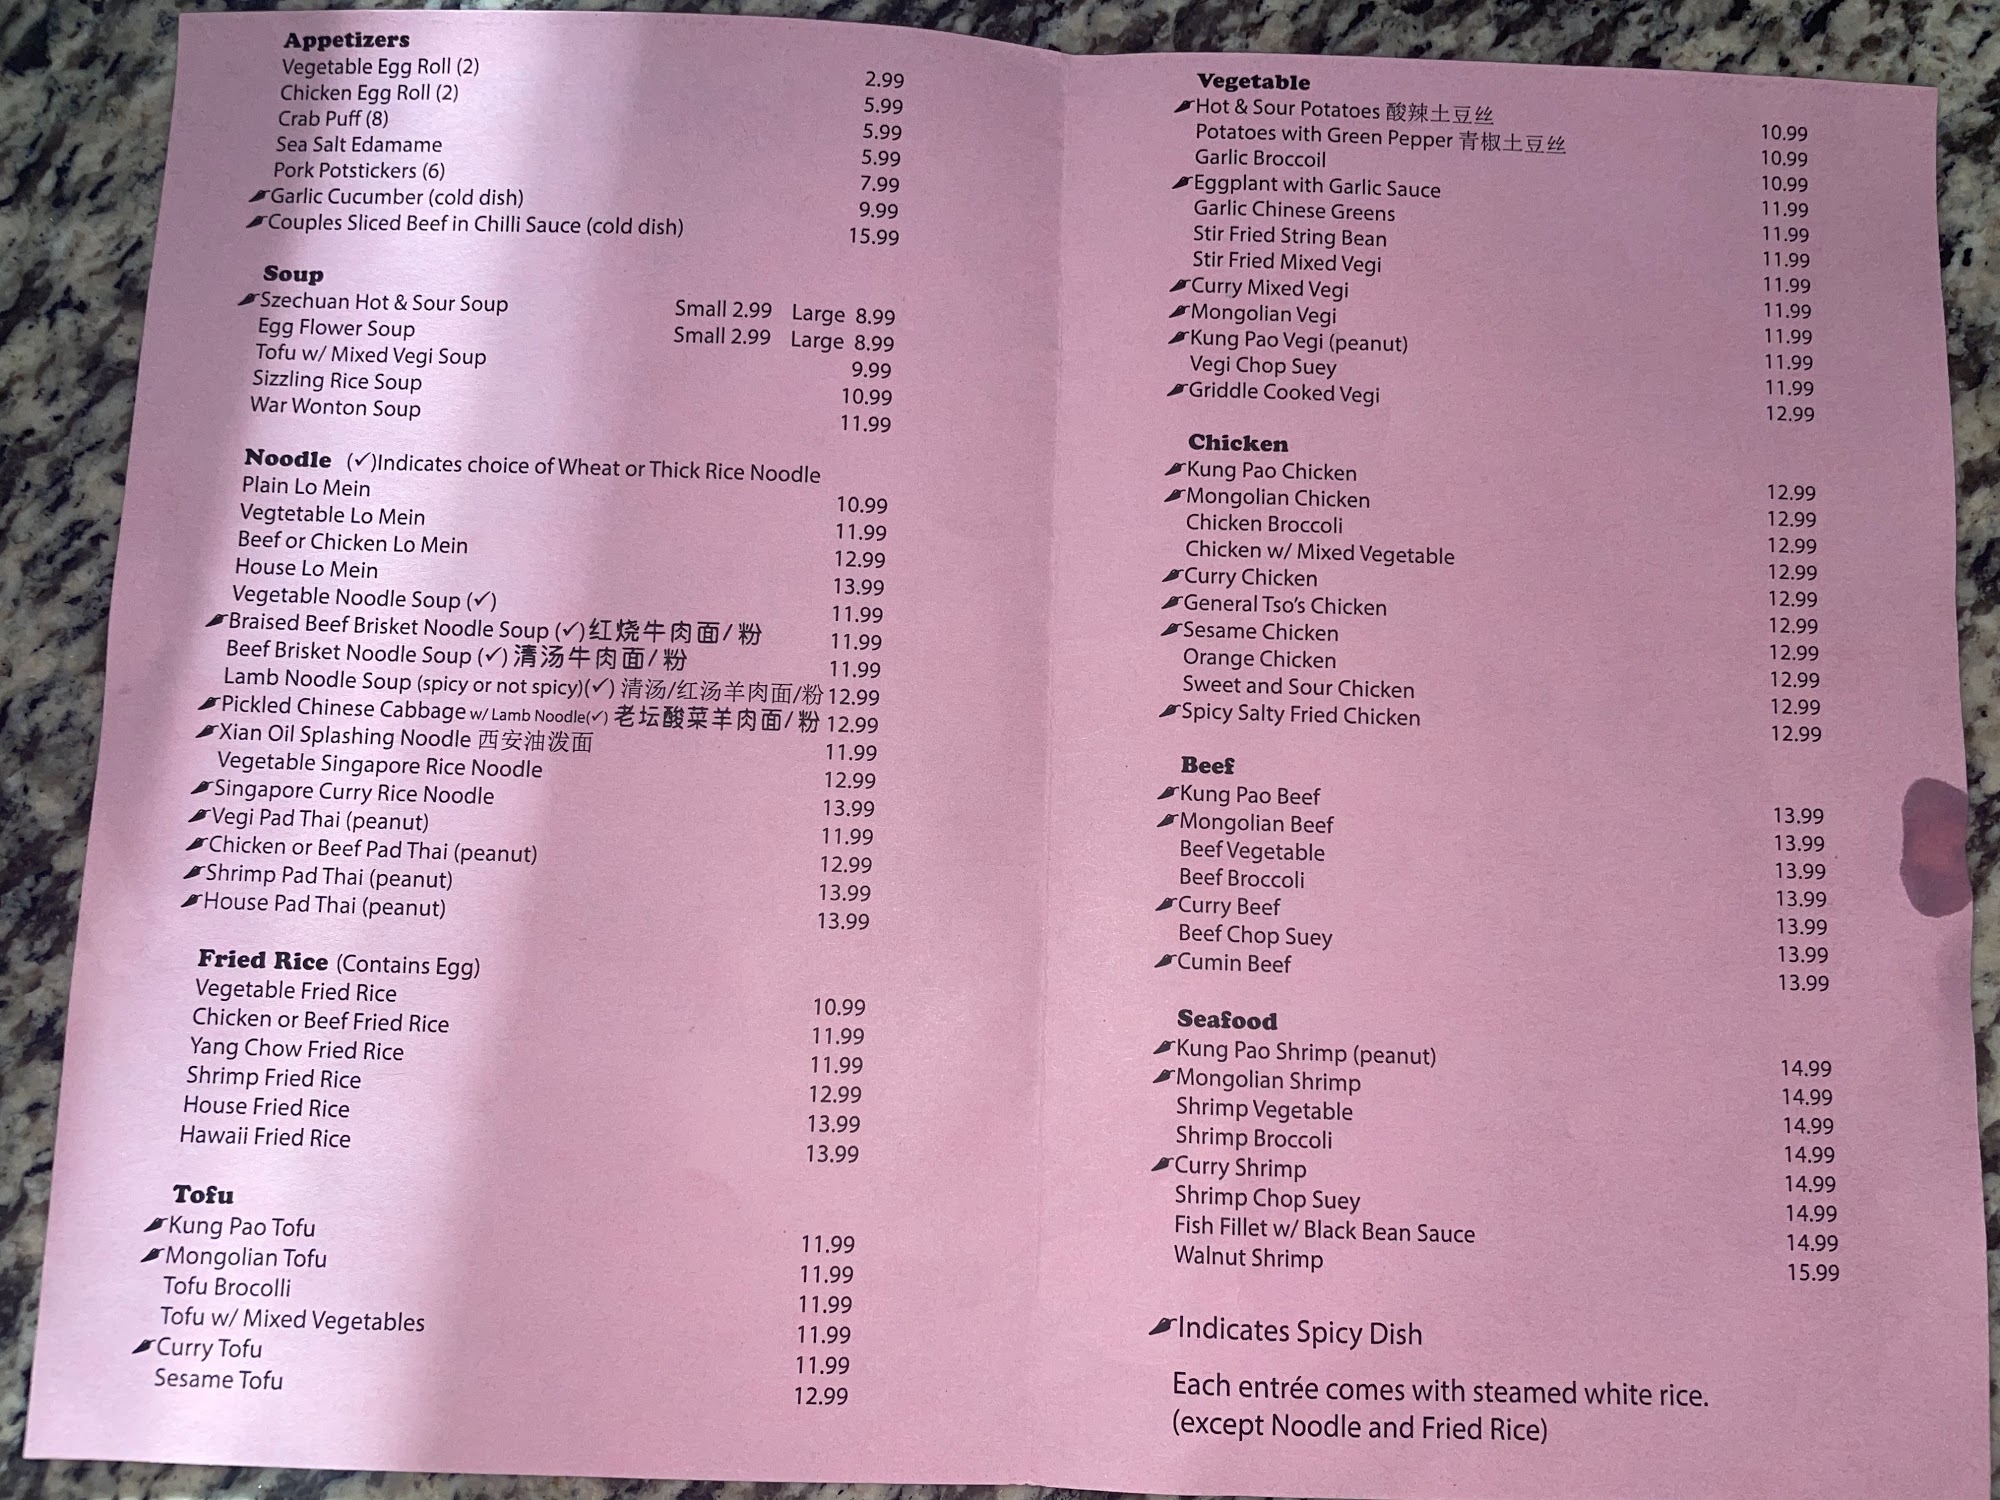 Appetizers
Vegetable Egg Roll (2) 2.99
Chicken Egg Roll (2) 5.99
Crab Puff (8) 5.99
Sea Salt Edamame 5.99
Pork Potstickers (6) 7.99
Garlic Cucumber (cold dish) 9.99
Couples Sliced Beef in Chilli Sauce (cold dish) 15.99
Soup
Szechuan Hot & Sour Soup Small 2.99 Large 8.99
Egg Flower Soup Small 2.99 Large 8.99
Tofu w/ Mixed Vegi Soup 9.99
Sizzling Rice Soup 10.99
War Wonton Soup 11.99
Noodle (✓)Indicates choice of Wheat or Thick Rice Noodle
Plain Lo Mein 10.99
Vegtetable Lo Mein 11.99
Beef or Chicken Lo Mein 12.99
House Lo Mein 13.99
Vegetable Noodle Soup (✓) 11.99
Braised Beef Brisket Noodle Soup (✓) 红烧牛肉面/粉 11.99
Beef Brisket Noodle Soup (✓) 清汤牛肉面/粉 11.99
Lamb Noodle Soup (spicy or not spicy)(✓) 清汤/红汤羊肉面/粉 12.99
Pickled Chinese Cabbage w/ Lamb Noodle(✓) 老坛酸菜羊肉面/粉 12.99
Xian Oil Splashing Noodle 西安油泼面 11.99
Vegetable Singapore Rice Noodle 12.99
Singapore Curry Rice Noodle 13.99
Vegi Pad Thai (peanut) 11.99
Chicken or Beef Pad Thai (peanut) 12.99
Shrimp Pad Thai (peanut) 13.99
House Pad Thai (peanut) 13.99
Fried Rice (Contains Egg)
Vegetable Fried Rice 10.99
Chicken or Beef Fried Rice 11.99
Yang Chow Fried Rice 11.99
Shrimp Fried Rice 12.99
House Fried Rice 13.99
Hawaii Fried Rice 13.99
Tofu
Kung Pao Tofu 11.99
Mongolian Tofu 11.99
Tofu Brocolli 11.99
Tofu w/ Mixed Vegetables 11.99
Curry Tofu 11.99
Sesame Tofu 12.99
Vegetable
Hot & Sour Potatoes 酸辣土豆丝 10.99
Potatoes with Green Pepper 青椒土豆丝 10.99
Garlic Broccoil 10.99
Eggplant with Garlic Sauce 11.99
Garlic Chinese Greens 11.99
Stir Fried String Bean 11.99
Stir Fried Mixed Vegi 11.99
Curry Mixed Vegi 11.99
Mongolian Vegi 11.99
Kung Pao Vegi (peanut) 11.99
Vegi Chop Suey 11.99
Griddle Cooked Vegi 12.99
Chicken
Kung Pao Chicken 12.99
Mongolian Chicken 12.99
Chicken Broccoli 12.99
Chicken w/ Mixed Vegetable 12.99
Curry Chicken 12.99
General Tso's Chicken 12.99
Sesame Chicken 12.99
Orange Chicken 12.99
Sweet and Sour Chicken 12.99
Spicy Salty Fried Chicken 12.99
Beef
Kung Pao Beef 13.99
Mongolian Beef 13.99
Beef Vegetable 13.99
Beef Broccoli 13.99
Curry Beef 13.99
Beef Chop Suey 13.99
Cumin Beef 13.99
Seafood
Kung Pao Shrimp (peanut) 14.99
Mongolian Shrimp 14.99
Shrimp Vegetable 14.99
Shrimp Broccoli 14.99
Curry Shrimp 14.99
Shrimp Chop Suey 14.99
Fish Fillet w/ Black Bean Sauce 14.99
Walnut Shrimp 15.99
Indicates Spicy Dish
Each entrée comes with steamed white rice.
(except Noodle and Fried Rice)